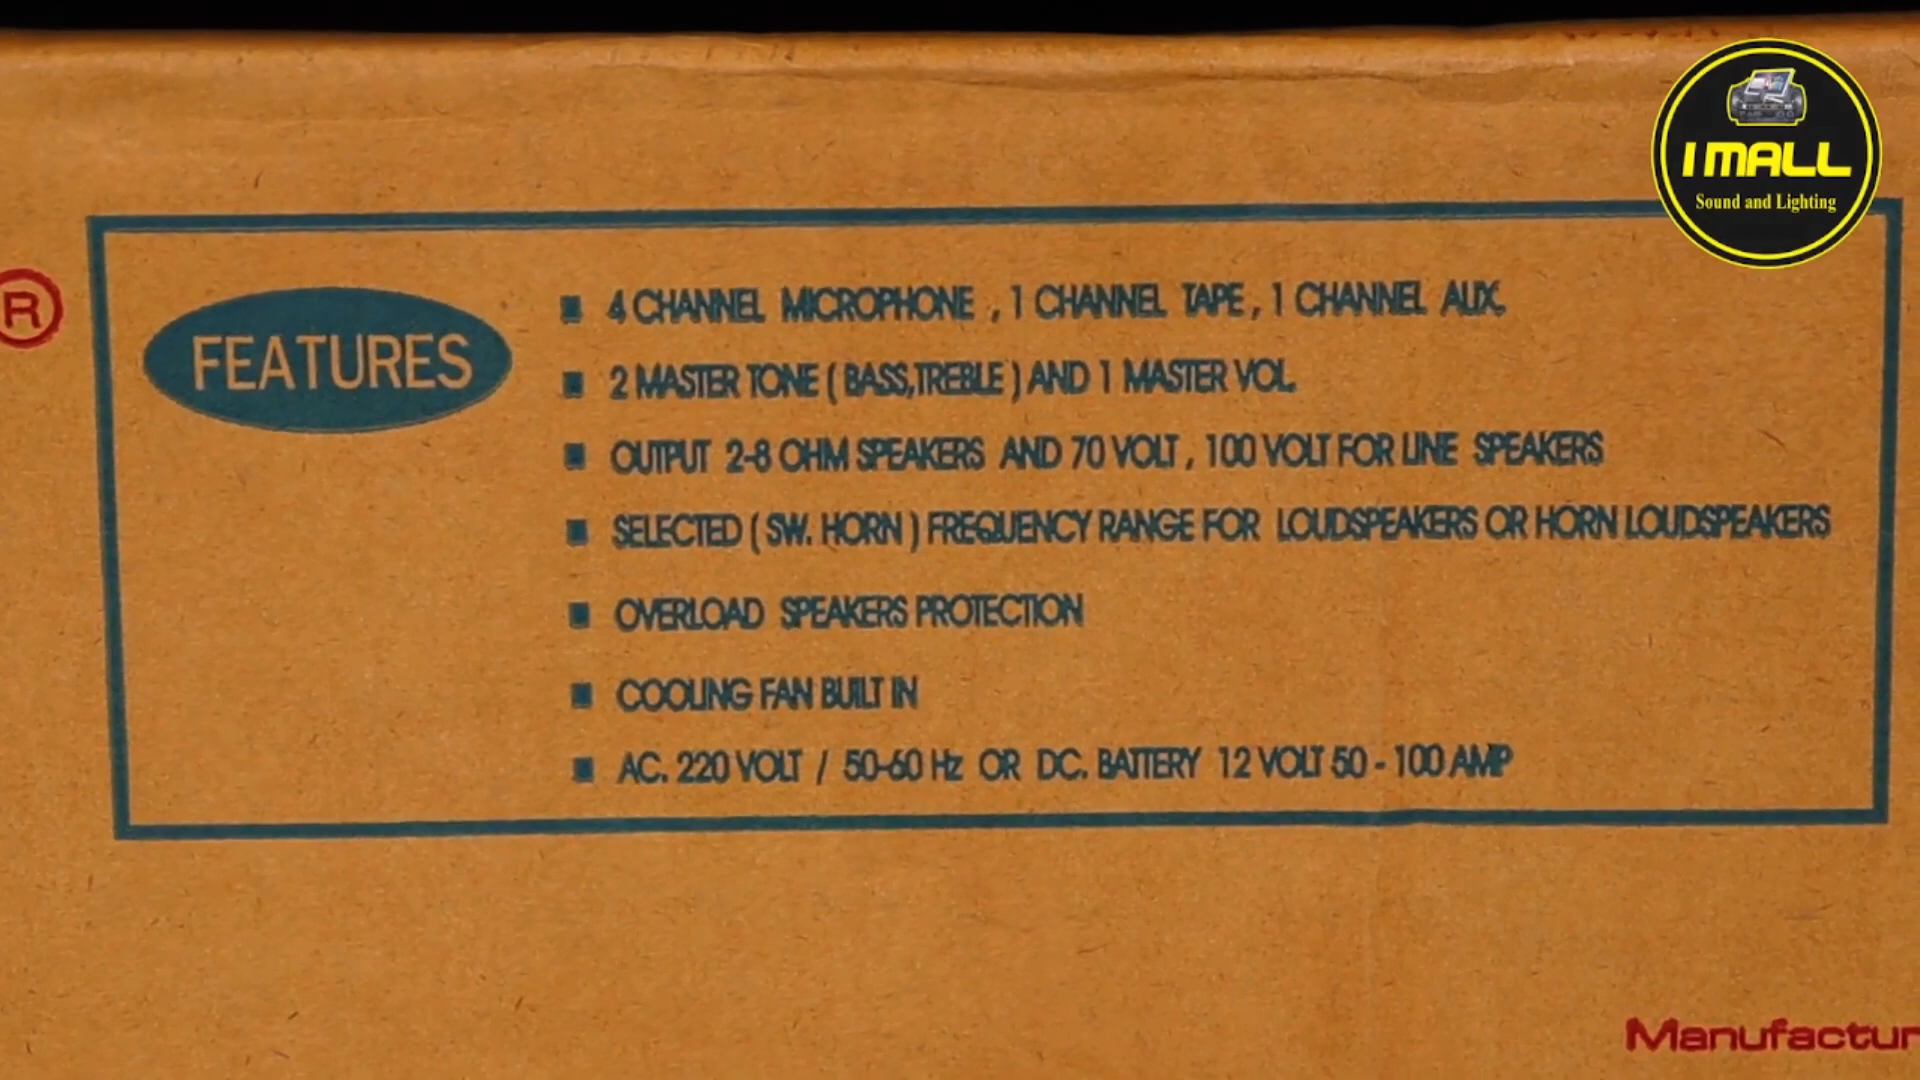 I MALL
Sound and Lighting
R
FEATURES
4 CHANNEL MICROPHONE , 1 CHANNEL TAPE , 1 CHANNEL AUX.
2 MASTER TONE ( BASS,TREBLE ) AND 1 MASTER VOL.
OUTPUT 2-8 OHM SPEAKERS AND 70 VOLT , 100 VOLT FOR LINE SPEAKERS
SELECTED ( SW. HORN ) FREQUENCY RANGE FOR LOUDSPEAKERS OR HORN LOUDSPEAKERS
OVERLOAD SPEAKERS PROTECTION
COOLING FAN BUILT IN
AC. 220 VOLT / 50-60 Hz OR DC. BATTERY 12 VOLT 50 - 100 AMP
Manufactur